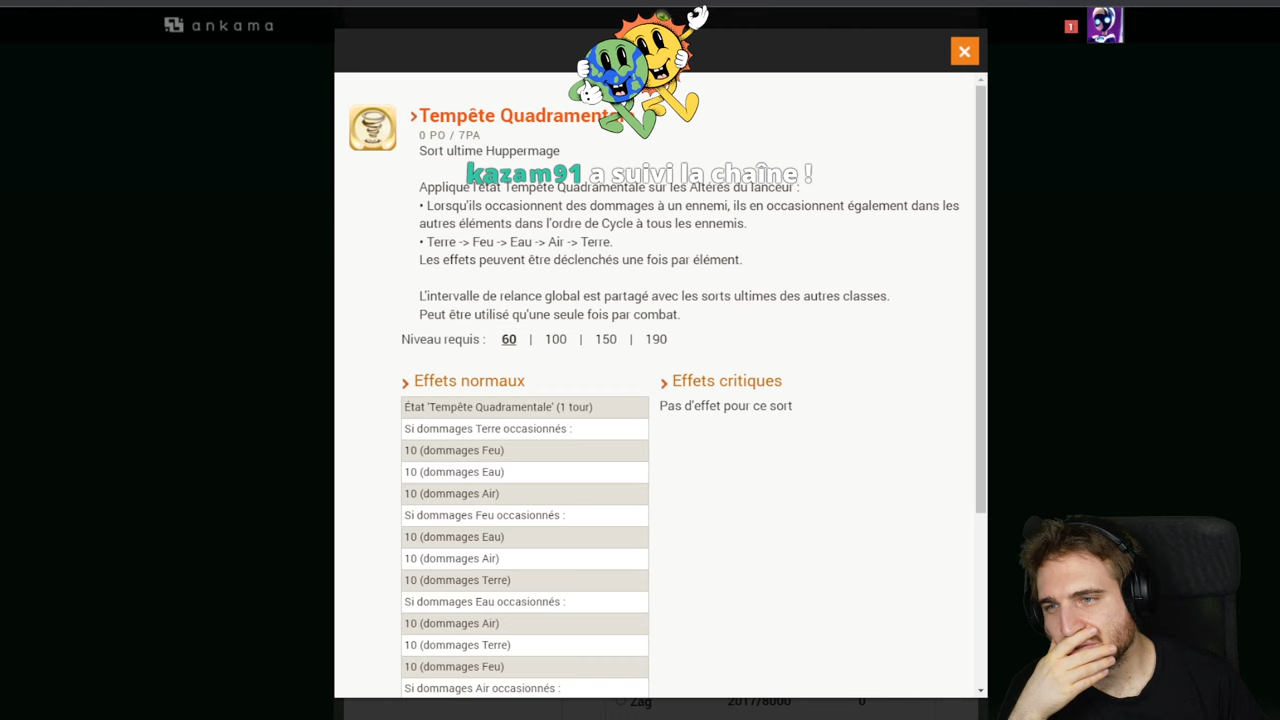 ankama
1
Tempête Quadramental
0 PO / 7PA
Sort ultime Huppermage
kazam91 a suivi la chaîne !
Applique l'état Tempête Quadramentale sur les Altérés du lanceur :
• Lorsqu'ils occasionnent des dommages à un ennemi, ils en occasionnent également dans les
autres éléments dans l'ordre de Cycle à tous les ennemis.
• Terre -> Feu -> Eau -> Air -> Terre.
Les effets peuvent être déclenchés une fois par élément.
L'intervalle de relance global est partagé avec les sorts ultimes des autres classes.
Peut être utilisé qu'une seule fois par combat.
Niveau requis : 60 | 100 | 150 | 190
Effets normaux
Effets critiques
État 'Tempête Quadramentale' (1 tour)
Pas d'effet pour ce sort
Si dommages Terre occasionnés :
10 (dommages Feu)
10 (dommages Eau)
10 (dommages Air)
Si dommages Feu occasionnés :
10 (dommages Eau)
10 (dommages Air)
10 (dommages Terre)
Si dommages Eau occasionnés :
10 (dommages Air)
10 (dommages Terre)
10 (dommages Feu)
Si dommages Air occasionnés :
Zag 2017/8000 0